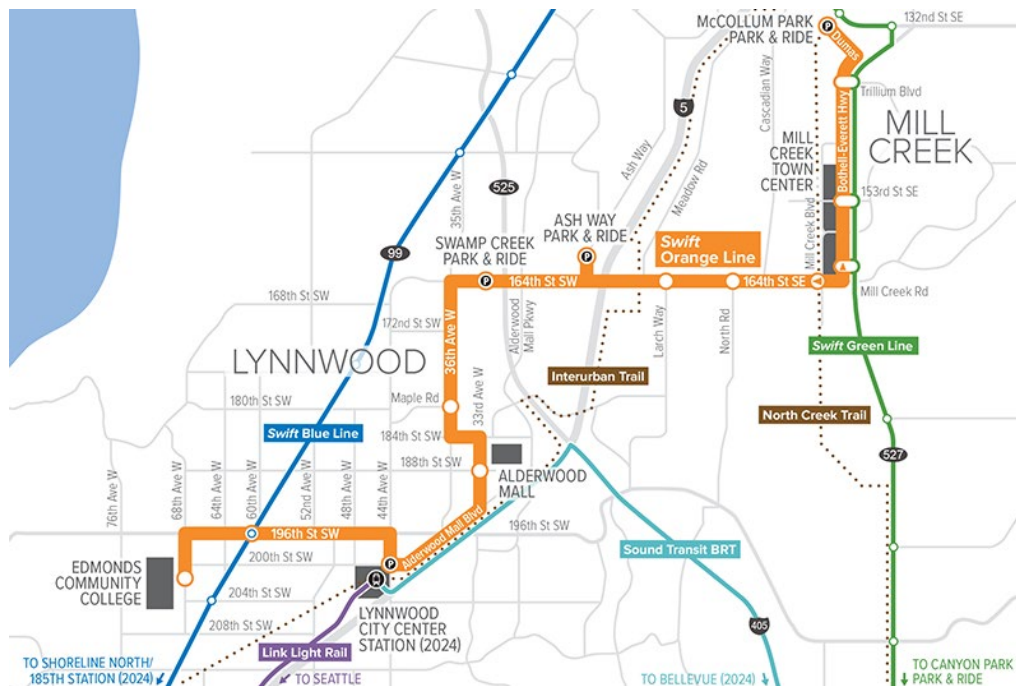 McCOLLUM PARK
PARK & RIDE
132nd ST SE
Dumas
5
Cascadian Way
Trillium Blvd
Bothell-Everett Hwy
MILL
CREEK
MILL
CREEK
TOWN
CENTER
Ash Way
Meadow Rd
35th Ave W
525
153rd ST SE
Mill Creek Blvd
99
SWAMP CREEK
PARK & RIDE
ASH WAY
PARK & RIDE
Swift
Orange Line
164th ST SW
164th ST SE
Mill Creek Rd
168th St SW
172nd St SW
36th Ave W
Alderwood
Mall Pkwy
Larch Way
North Rd
Swift Green Line
LYNNWOOD
Interurban Trail
33rd Ave W
Maple Rd
180th St SW
North Creek Trail
Swift Blue Line
184th St SW
188th St SW
527
ALDERWOOD
MALL
76th Ave W
68th Ave W
64th Ave W
60th Ave W
52nd Ave W
48th Ave W
44th Ave W
196th ST SW
Alderwood Mall Blvd
196th St SW
Sound Transit BRT
200th St SW
EDMONDS
COMMUNITY
COLLEGE
204th St SW
LYNNWOOD
CITY CENTER
STATION (2024)
208th St SW
405
Link Light Rail
TO SHORELINE NORTH/
185TH STATION (2024)
TO SEATTLE
TO BELLEVUE (2024)
TO CANYON PARK
PARK & RIDE
P
P
P
P